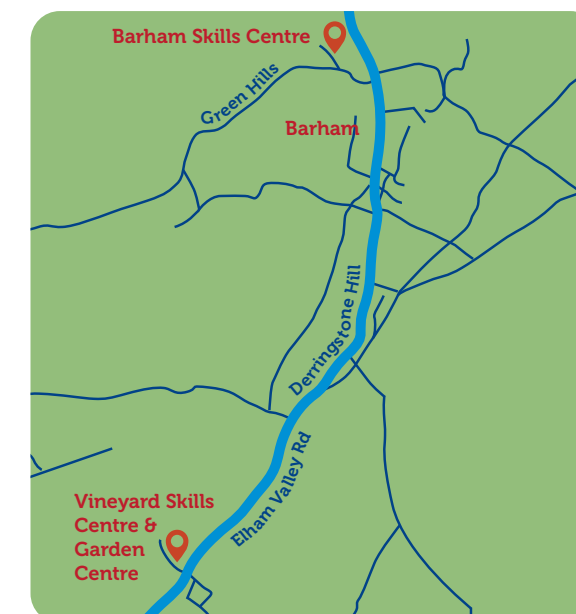 Barham Skills Centre
Green Hills
Barham
Derringstone Hill
Elham Valley Rd
Vineyard Skills
Centre &
Garden
Centre